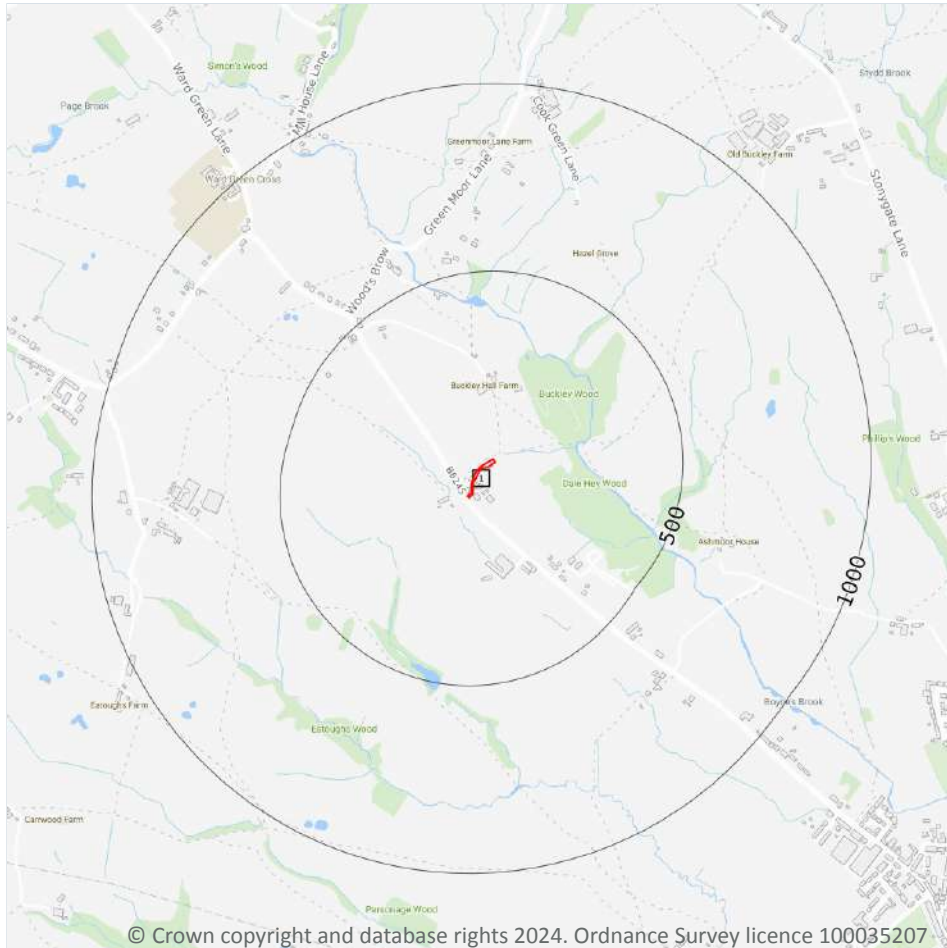 Simon's Wood
Page Brook
Ward Green Lane
Mill House Lane
Stydd Brook
Cook Green Lane
Greenmoor Lane Farm
Old Buckley Farm
Ward Green Cross
Green Moor Lane
Stonygate Lane
Hazel Grove
Wood's Brow
Buckley Hall Farm
Buckley Wood
Phillip's Wood
B6245
1
Dale Hey Wood
500
Ashmoor House
1000
Eatoughs Farm
Boyce's Brook
Eatoughs Wood
Carrwood Farm
Parsonage Wood
© Crown copyright and database rights 2024. Ordnance Survey licence 100035207